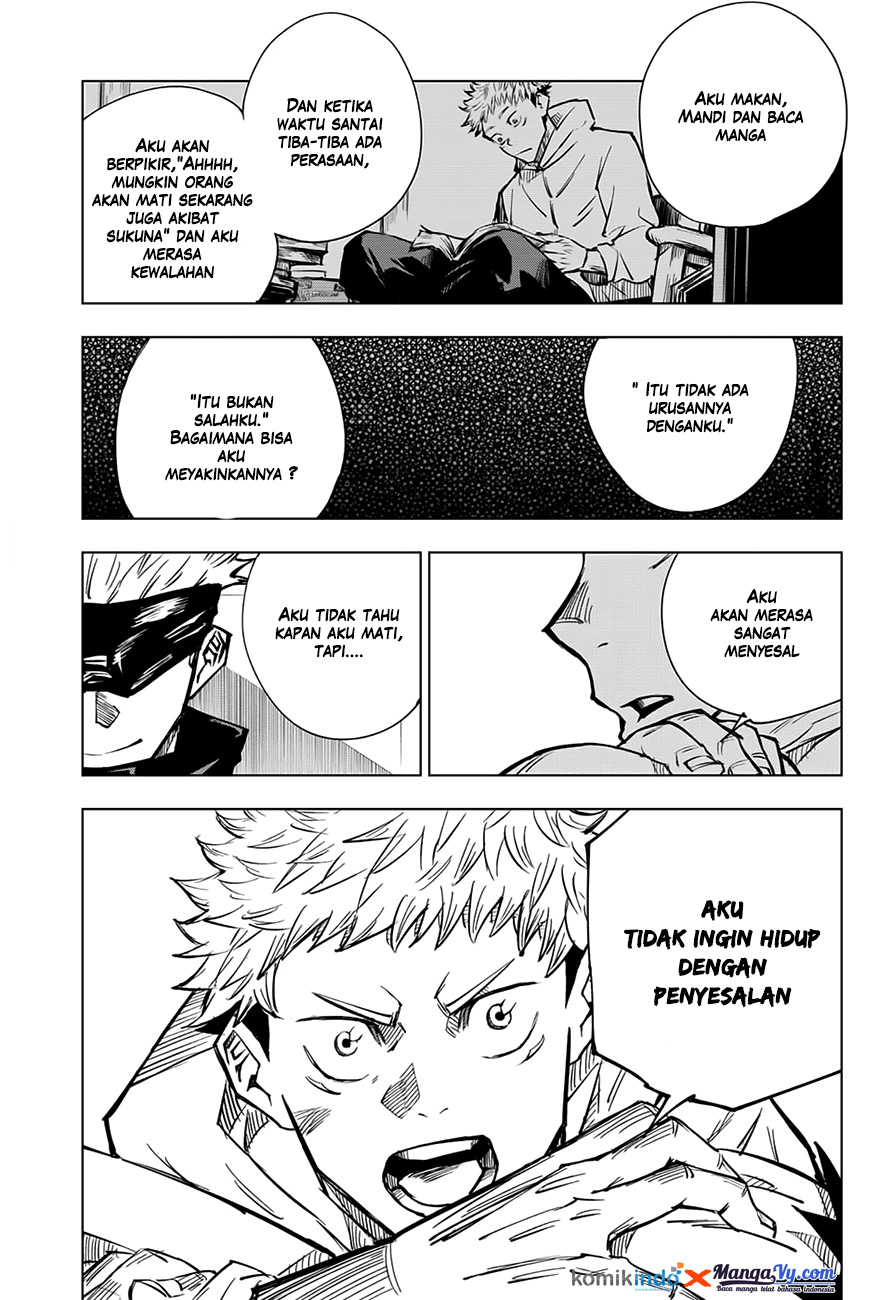 AKU MAKAN,
MANDI DAN BACA
MANGA
DAN KETIKA
WAKTU SANTAI
TIBA-TIBA ADA
PERASAAN,
AKU AKAN
BERPIKIR,"AHHHH,
MUNGKIN ORANG
AKAN MATI SEKARANG
JUGA AKIBAT
SUKUNA" DAN AKU
MERASA
KEWALAHAN
" ITU TIDAK ADA
URUSANNYA
DENGANKU."
"ITU BUKAN
SALAHKU."
BAGAIMANA BISA
AKU
MEYAKINKANNYA ?
AKU
AKAN MERASA
SANGAT
MENYESAL
AKU TIDAK TAHU
KAPAN AKU MATI,
TAPI....
AKU
TIDAK INGIN HIDUP
DENGAN
PENYESALAN
komikindo X MangaVy.com
Baca manga telat bahasa indonesia